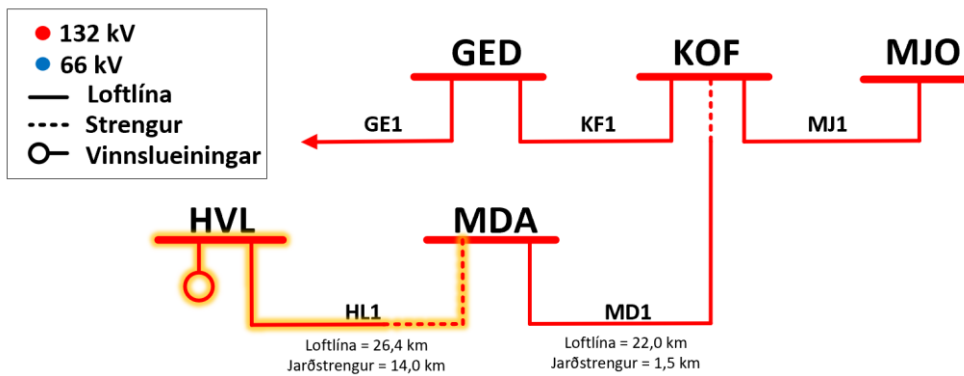 132 kV
66 kV
Loftlína
Strengur
Vinnslueiningar
GED
KOF
MJO
GE1
KF1
MJ1
HVL
MDA
HL1
MD1
Loftlína = 26,4 km
Jarðstrengur = 14,0 km
Loftlína = 22,0 km
Jarðstrengur = 1,5 km